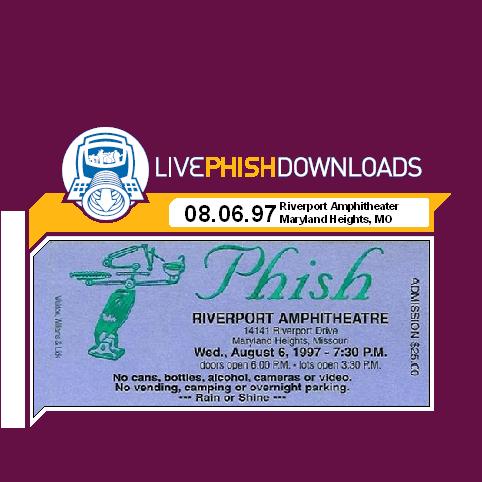 LIVEPHISHDOWNLOADS
08.06.97
Riverport Amphitheater
Maryland Heights, MO
Phish
RIVERPORT AMPHITHEATRE
14141 Riverport Drive
Maryland Heights, Missouri
Wed., August 6, 1997 - 7:30 P.M.
doors open 6:00 P.M. • lots open 3:30 P.M.
No cans, bottles, alcohol, cameras or video.
No vending, camping or overnight parking.
--- Rain or Shine ---
ADMISSION $25.00